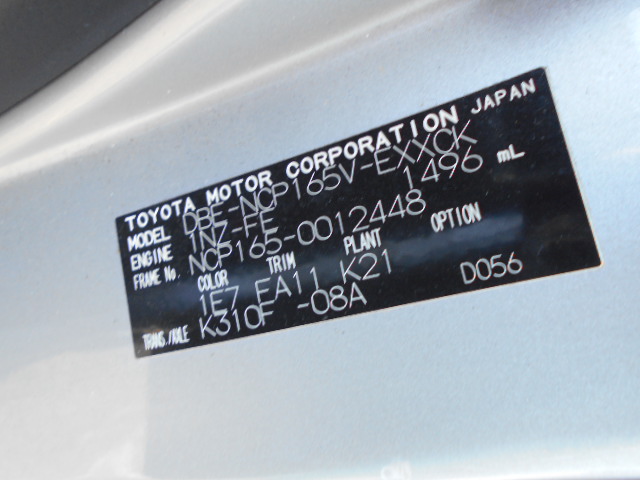 TOYOTA MOTOR CORPORATION JAPAN
MODEL DBE-NCP165V-EXXCK
ENGINE 1NZ-FE 1496 mL
FRAME No. NCP165-0012448
COLOR TRIM PLANT OPTION
1E7 FA11 K21 D056
TRANS./AXLE K310F -08A